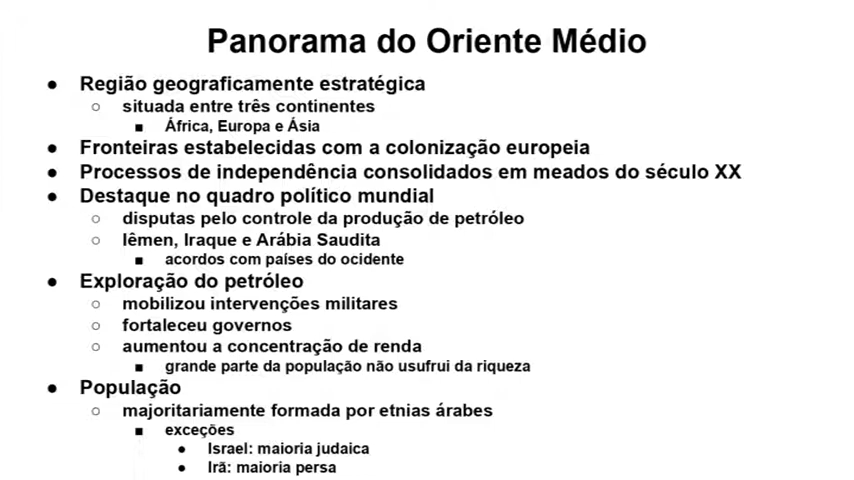 Panorama do Oriente Médio
● Região geograficamente estratégica
○ situada entre três continentes
■ África, Europa e Ásia
● Fronteiras estabelecidas com a colonização europeia
● Processos de independência consolidados em meados do século XX
● Destaque no quadro político mundial
○ disputas pelo controle da produção de petróleo
○ Iêmen, Iraque e Arábia Saudita
■ acordos com países do ocidente
● Exploração do petróleo
○ mobilizou intervenções militares
○ fortaleceu governos
○ aumentou a concentração de renda
■ grande parte da população não usufrui da riqueza
● População
○ majoritariamente formada por etnias árabes
■ exceções
● Israel: maioria judaica
● Irã: maioria persa